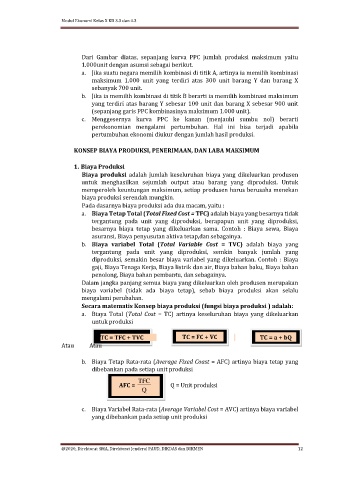 Modul Ekonomi Kelas X KD 3.3 dan 4.3
Dari Gambar diatas, sepanjang kurva PPC jumlah produksi maksimum yaitu
1.000unit dengan asumsi sebagai berikut.
a. Jika suatu negara memilih kombinasi di titik A, artinya ia memilih kombinasi
maksimum 1.000 unit yang terdiri atas 300 unit barang Y dan barang X
sebanyak 700 unit.
b. Jika ia memilih kombinasi di titik B berarti ia memilih kombinasi maksimum
yang terdiri atas barang Y sebesar 100 unit dan barang X sebesar 900 unit
(sepanjang garis PPC kombinasinya maksimum 1.000 unit).
c. Menggesernya kurva PPC ke kanan (menjauhi sumbu nol) berarti
perekonomian mengalami pertumbuhan. Hal ini bisa terjadi apabila
pertumbuhan ekonomi diukur dengan jumlah hasil produksi.
KONSEP BIAYA PRODUKSI, PENERIMAAN, DAN LABA MAKSIMUM
1. Biaya Produksi
Biaya produksi adalah jumlah keseluruhan biaya yang dikeluarkan produsen
untuk menghasilkan sejumlah output atau barang yang diproduksi. Untuk
memperoleh keuntungan maksimum, setiap produsen harus berusaha menekan
biaya produksi serendah mungkin.
Pada dasarnya biaya produksi ada dua macam, yaitu :
a. Biaya Tetap Total (Total Fixed Cost = TFC) adalah biaya yang besarnya tidak
tergantung pada unit yang diproduksi, berapapun unit yang diproduksi,
besarnya biaya tetap yang dikeluarkan sama. Contoh : Biaya sewa, Biaya
asuransi, Biaya penyusutan aktiva tetap,dan sebagainya.
b. Biaya variabel Total (Total Variable Cost = TVC) adalah biaya yang
tergantung pada unit yang diproduksi, semkin banyak jumlah yang
diproduksi, semakin besar biaya variabel yang dikeluarkan. Contoh : Biaya
gaji, Biaya Tenaga Kerja, Biaya listrik dan air, Biaya bahan baku, Biaya bahan
penolong, Biaya bahan pembantu, dan sebagainya.
Dalam jangka panjang semua biaya yang dikeluarkan oleh produsen merupakan
biaya variabel (tidak ada biaya tetap), sebab biaya produksi akan selalu
mengalami perubahan.
Secara matematis Konsep biaya produksi (fungsi biaya produksi ) adalah:
a. Biaya Total (Total Cost – TC) artinya keseluruhan biaya yang dikeluarkan
untuk produksi
TC = TFC + TVC TC = FC + VC TC = a + bQ
Atau Atau
b. Biaya Tetap Rata-rata (Average Fixed Coast = AFC) artinya biaya tetap yang
dibebankan pada setiap unit produksi
AFC = TFC Q = Unit produksi
Q
c. Biaya Variabel Rata-rata (Average Variabel Cost = AVC) artinya biaya variabel
yang dibebankan pada setiap unit produksi
@2020, Direktorat SMA, Direktorat Jenderal PAUD, DIKDAS dan DIKMEN 12